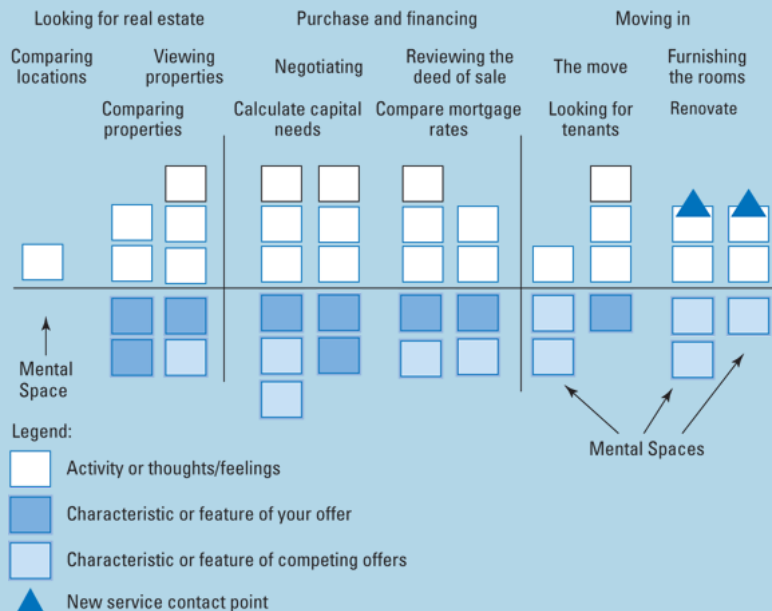 Looking for real estate
Purchase and financing
Moving in
Comparing
locations
Viewing
properties
Comparing
properties
Negotiating
Calculate capital
needs
Reviewing the
deed of sale
Compare mortgage
rates
The move
Looking for
tenants
Furnishing
the rooms
Renovate
Mental
Space
Mental Spaces
Legend:
Activity or thoughts/feelings
Characteristic or feature of your offer
Characteristic or feature of competing offers
New service contact point